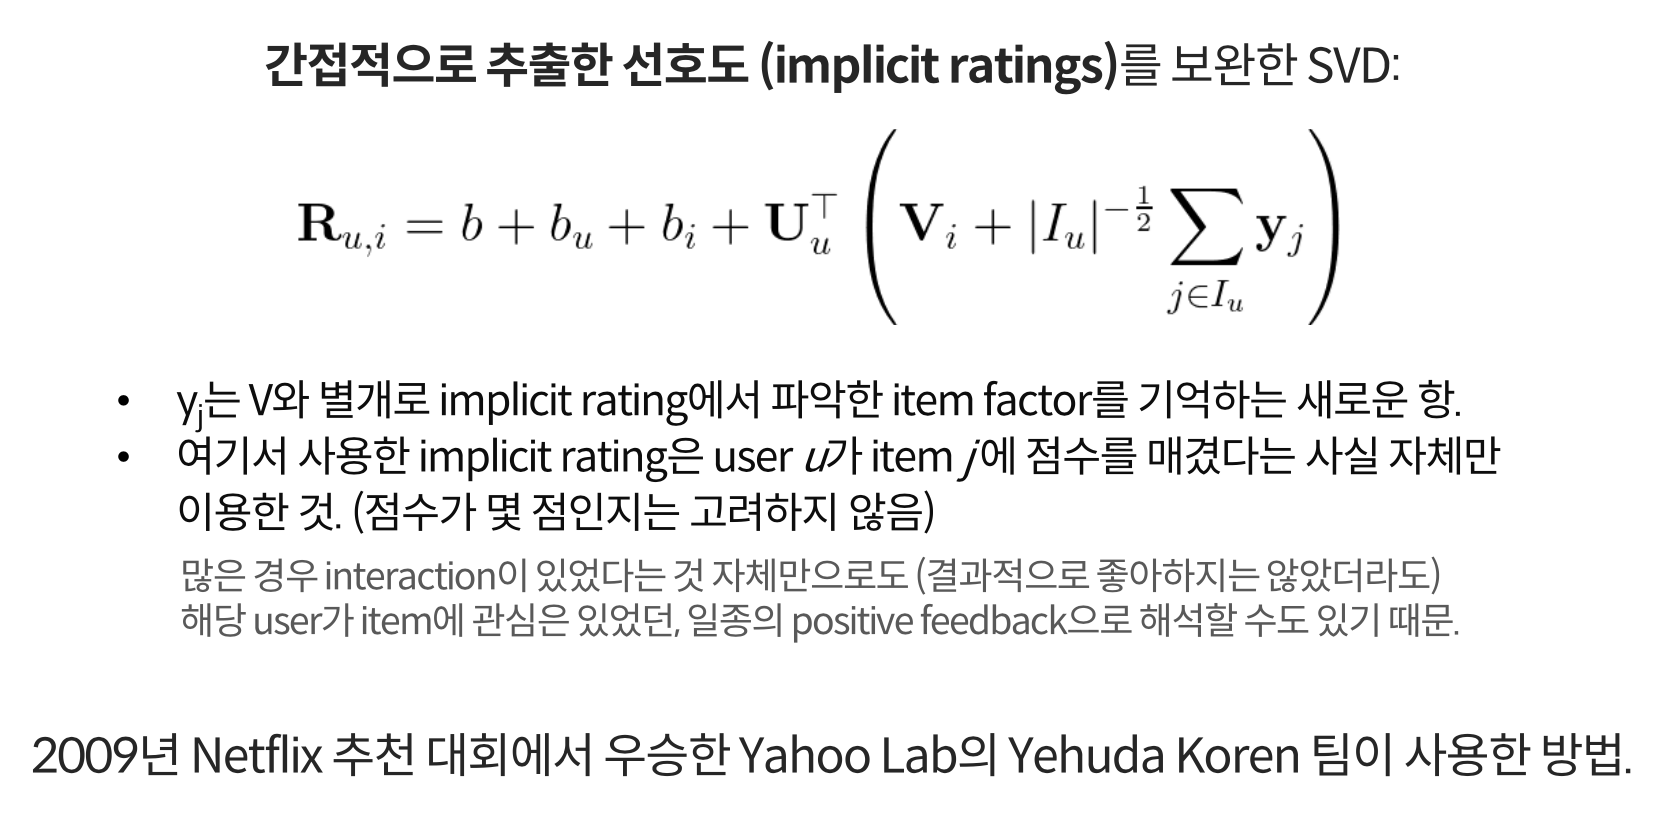 간접적으로 추출한 선호도 (implicit ratings)를 보완한 SVD:
$\mathbf{R}_{u,i} = b + b_u + b_i + \mathbf{U}_u^\top \left( \mathbf{V}_i + |I_u|^{-\frac{1}{2}} \sum_{j \in I_u} \mathbf{y}_j \right)$
• y_j는 V와 별개로 implicit rating에서 파악한 item factor를 기억하는 새로운 항.
• 여기서 사용한 implicit rating은 user u가 item j에 점수를 매겼다는 사실 자체만
이용한 것. (점수가 몇 점인지는 고려하지 않음)
많은 경우 interaction이 있었다는 것 자체만으로도 (결과적으로 좋아하지는 않았더라도)
해당 user가 item에 관심은 있었던, 일종의 positive feedback으로 해석할 수도 있기 때문.
2009년 Netflix 추천 대회에서 우승한 Yahoo Lab의 Yehuda Koren 팀이 사용한 방법.